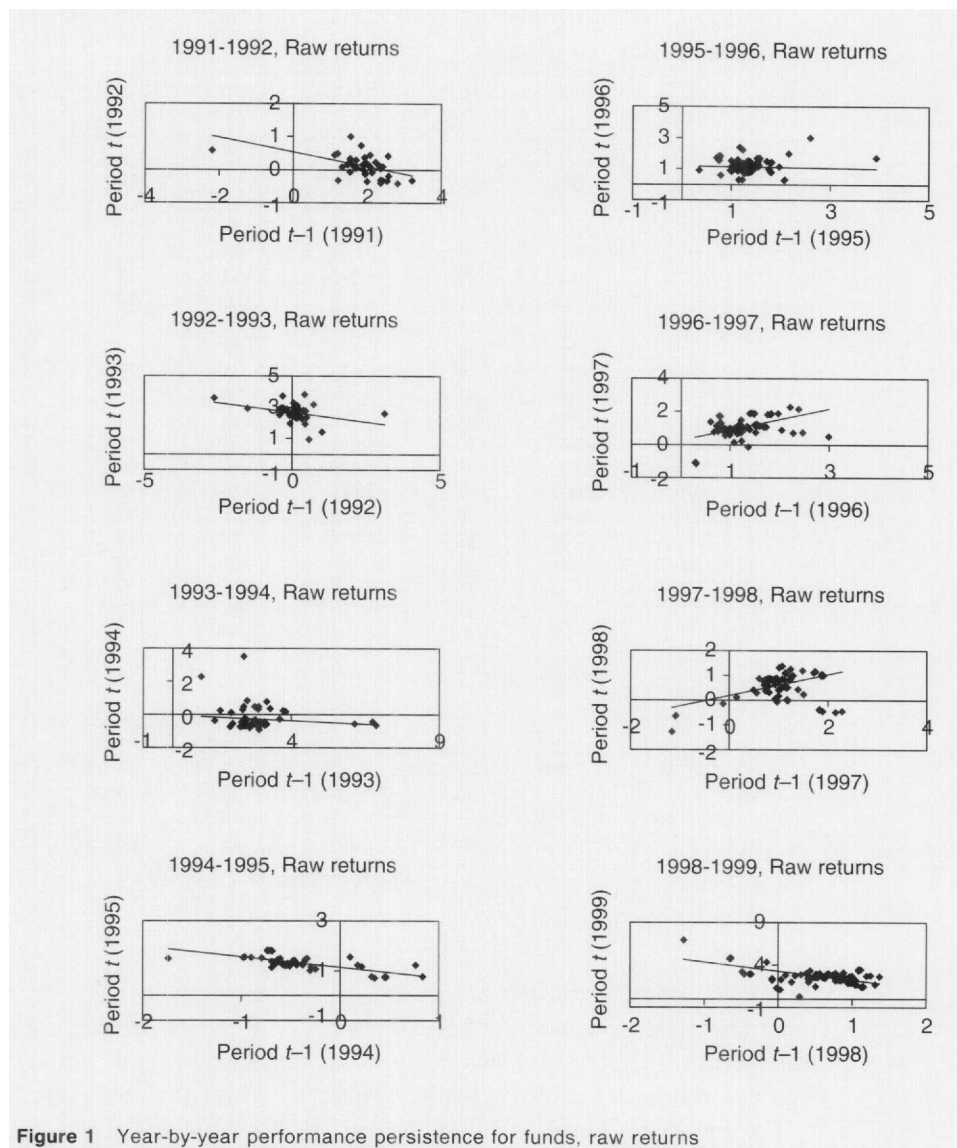 1991-1992, Raw returns
Period t (1992)
2
1
0
-1
-4
-2
0
2
4
Period t–1 (1991)
1992-1993, Raw returns
Period t (1993)
5
3
1
-1
-5
0
5
Period t–1 (1992)
1993-1994, Raw returns
Period t (1994)
4
2
0
-2
-1
4
9
Period t–1 (1993)
1994-1995, Raw returns
Period t (1995)
3
1
-1
-2
-1
0
1
Period t–1 (1994)
1995-1996, Raw returns
Period t (1996)
5
3
1
-1
-1
1
3
5
Period t–1 (1995)
1996-1997, Raw returns
Period t (1997)
4
2
0
-2
-1
1
3
5
Period t–1 (1996)
1997-1998, Raw returns
Period t (1998)
2
1
0
-1
-2
-2
0
2
4
Period t–1 (1997)
1998-1999, Raw returns
Period t (1999)
9
4
-1
-2
-1
0
1
2
Period t–1 (1998)
Figure 1 Year-by-year performance persistence for funds, raw returns